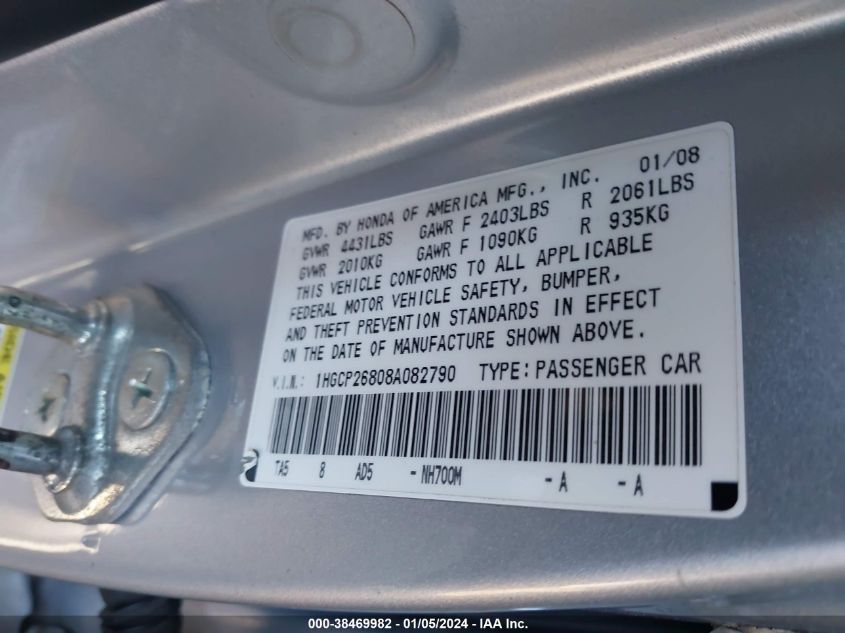 MFD. BY HONDA OF AMERICA MFG., INC. 01/08
GVWR 4431LBS GAWR F 2403LBS R 2061LBS
GVWR 2010KG GAWR F 1090KG R 935KG
THIS VEHICLE CONFORMS TO ALL APPLICABLE
FEDERAL MOTOR VEHICLE SAFETY, BUMPER,
AND THEFT PREVENTION STANDARDS IN EFFECT
ON THE DATE OF MANUFACTURE SHOWN ABOVE.
V.I.N.: 1HGCP26808A082790 TYPE: PASSENGER CAR
TA5 8 AD5 - NH700M - A - A
000-38469982 - 01/05/2024 - IAA Inc.